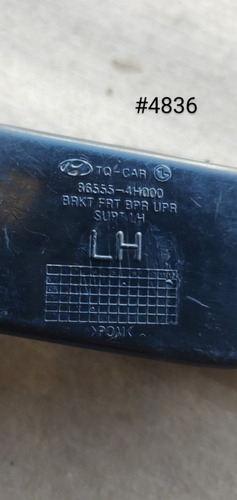 #4836
TQ-CAR
86555-4H000
BRKT FRT BPR UPR
SUPT LH
LH
>POM<